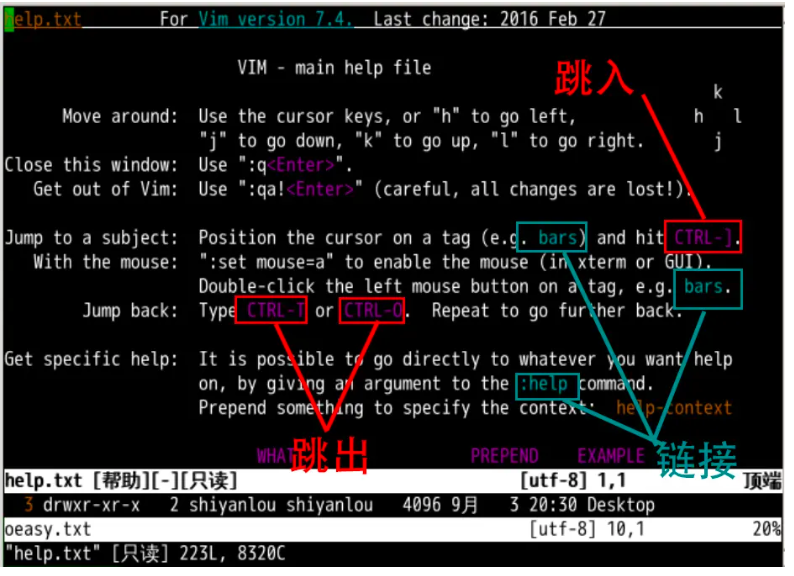 help.txt        For Vim version 7.4.  Last change: 2016 Feb 27
VIM - main help file
跳入
k
Move around:  Use the cursor keys, or "h" to go left,            h   l
"j" to go down, "k" to go up, "l" to go right.     j
Close this window:  Use ":q<Enter>".
Get out of Vim:  Use ":qa!<Enter>" (careful, all changes are lost!).
Jump to a subject:  Position the cursor on a tag (e.g. bars) and hit CTRL-].
With the mouse:  ":set mouse=a" to enable the mouse (in xterm or GUI).
Double-click the left mouse button on a tag, e.g. bars.
Jump back:  Type CTRL-T or CTRL-O.  Repeat to go further back.
Get specific help:  It is possible to go directly to whatever you want help
on, by giving an argument to the :help command.
Prepend something to specify the context:  help-context
WHAT                  PREPEND    EXAMPLE
跳出
链接
help.txt [帮助][-][只读]                             [utf-8] 1,1            顶端
3 drwxr-xr-x   2 shiyanlou shiyanlou   4096 9月   3 20:30 Desktop
oeasy.txt                                             [utf-8] 10,1           20%
"help.txt" [只读] 223L, 8320C